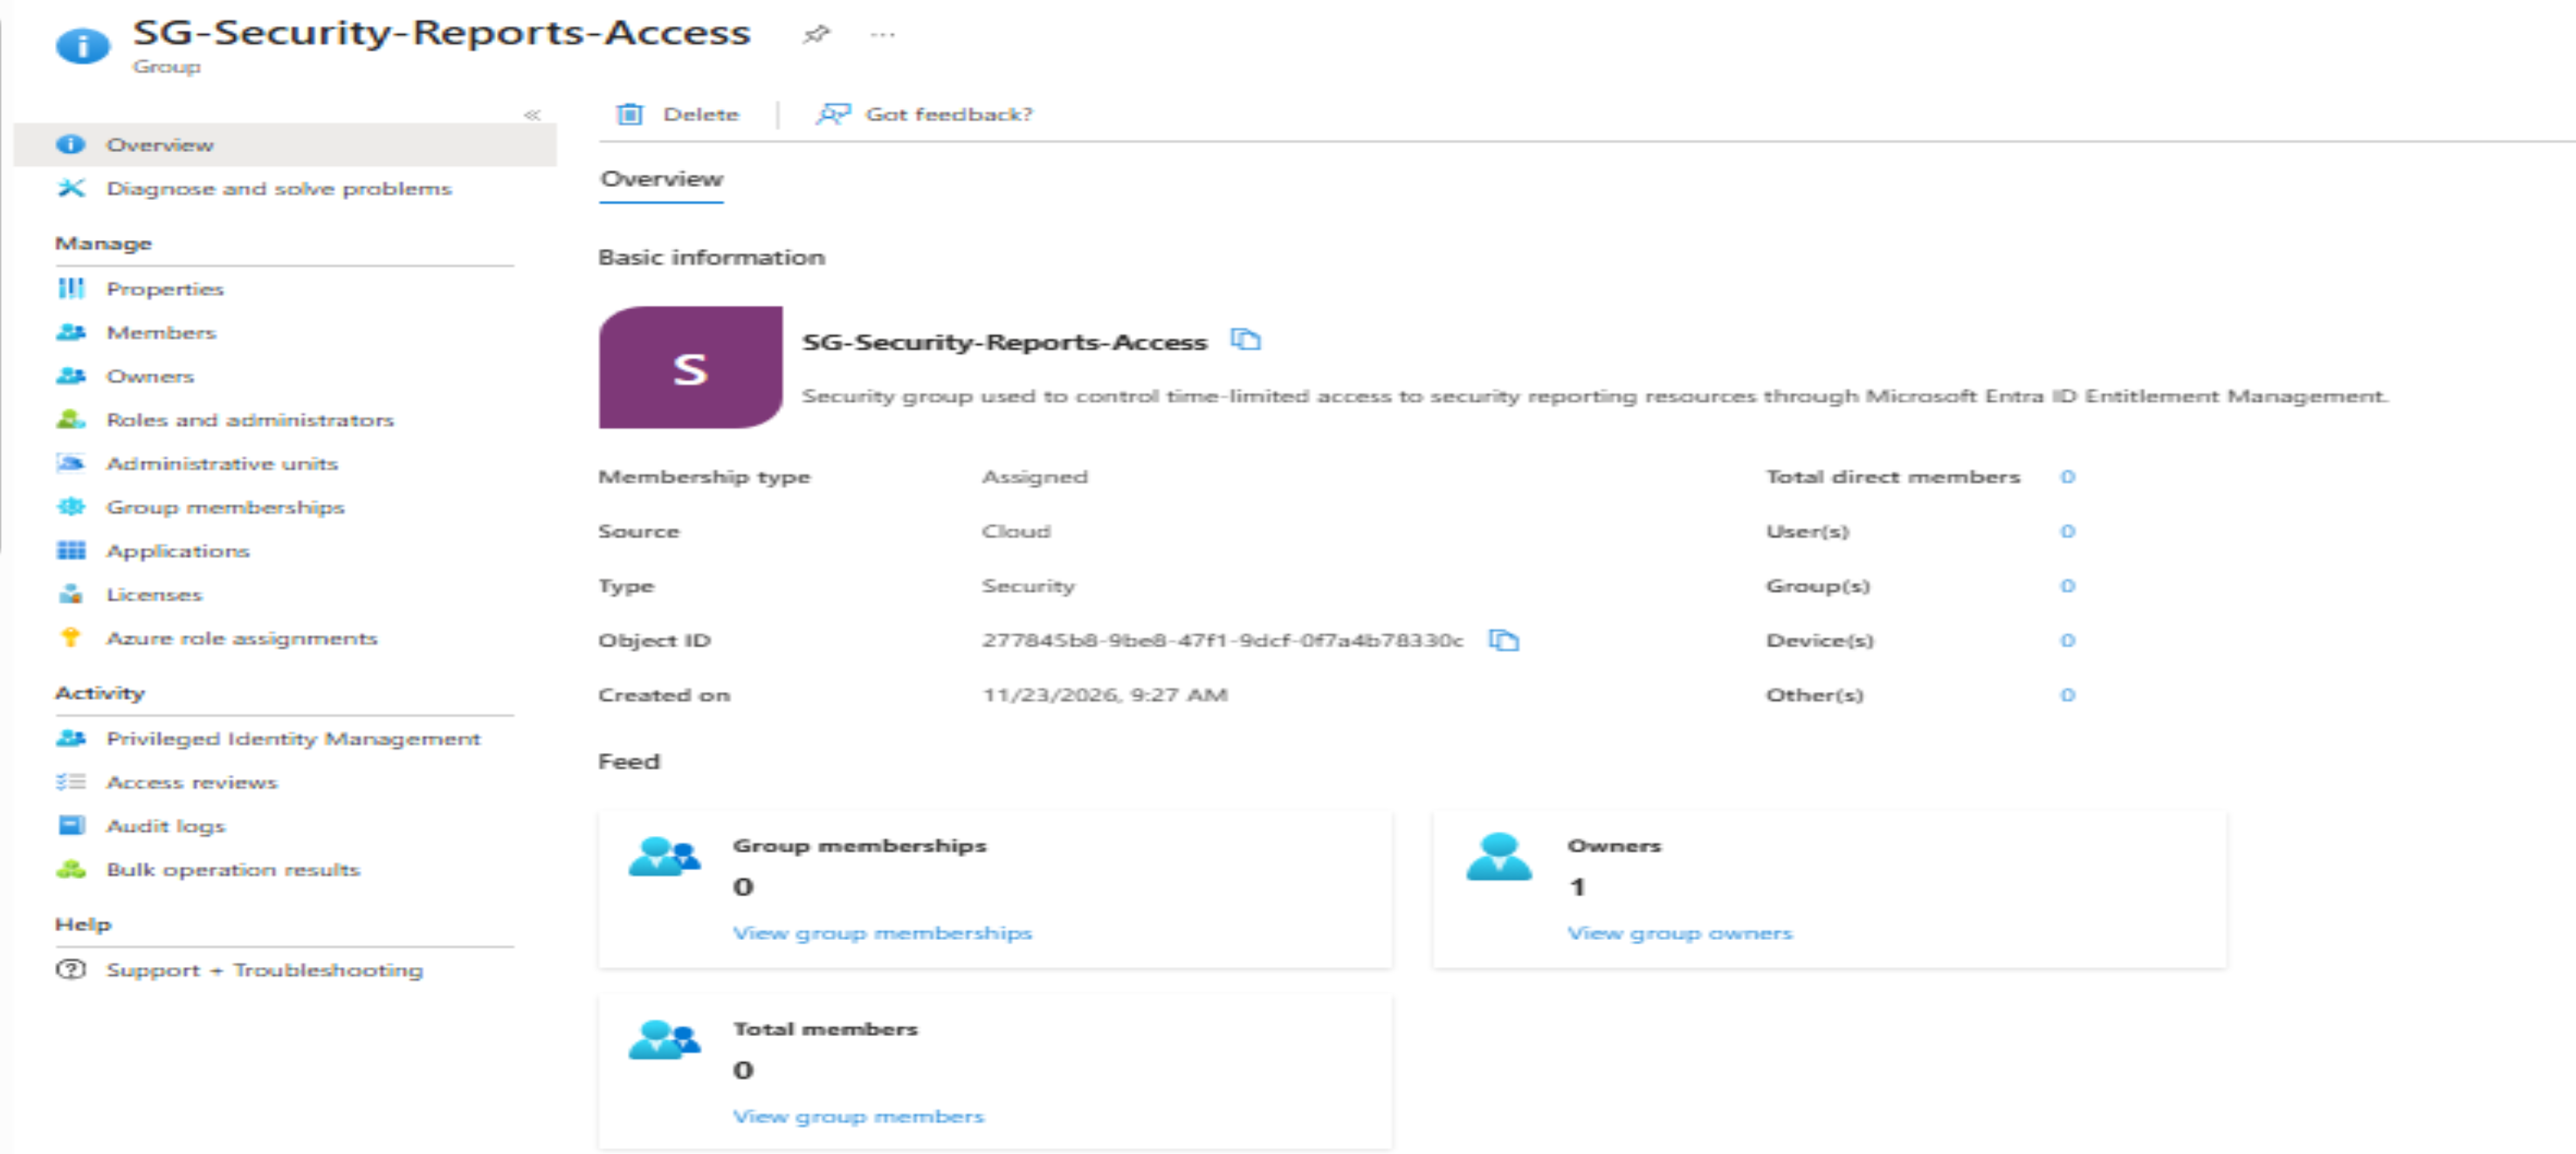 SG-Security-Reports-Access
Group
Overview
Diagnose and solve problems
Manage
Properties
Members
Owners
Roles and administrators
Administrative units
Group memberships
Applications
Licenses
Azure role assignments
Activity
Privileged Identity Management
Access reviews
Audit logs
Bulk operation results
Help
Support + Troubleshooting
Delete
Got feedback?
Overview
Basic information
S
SG-Security-Reports-Access
Security group used to control time-limited access to security reporting resources through Microsoft Entra ID Entitlement Management.
Membership type Assigned
Source Cloud
Type Security
Object ID 277845b8-9be8-47f1-9dcf-0f7a4b78330c
Created on 11/23/2026, 9:27 AM
Total direct members 0
User(s) 0
Group(s) 0
Device(s) 0
Other(s) 0
Feed
Group memberships
0
View group memberships
Owners
1
View group owners
Total members
0
View group members